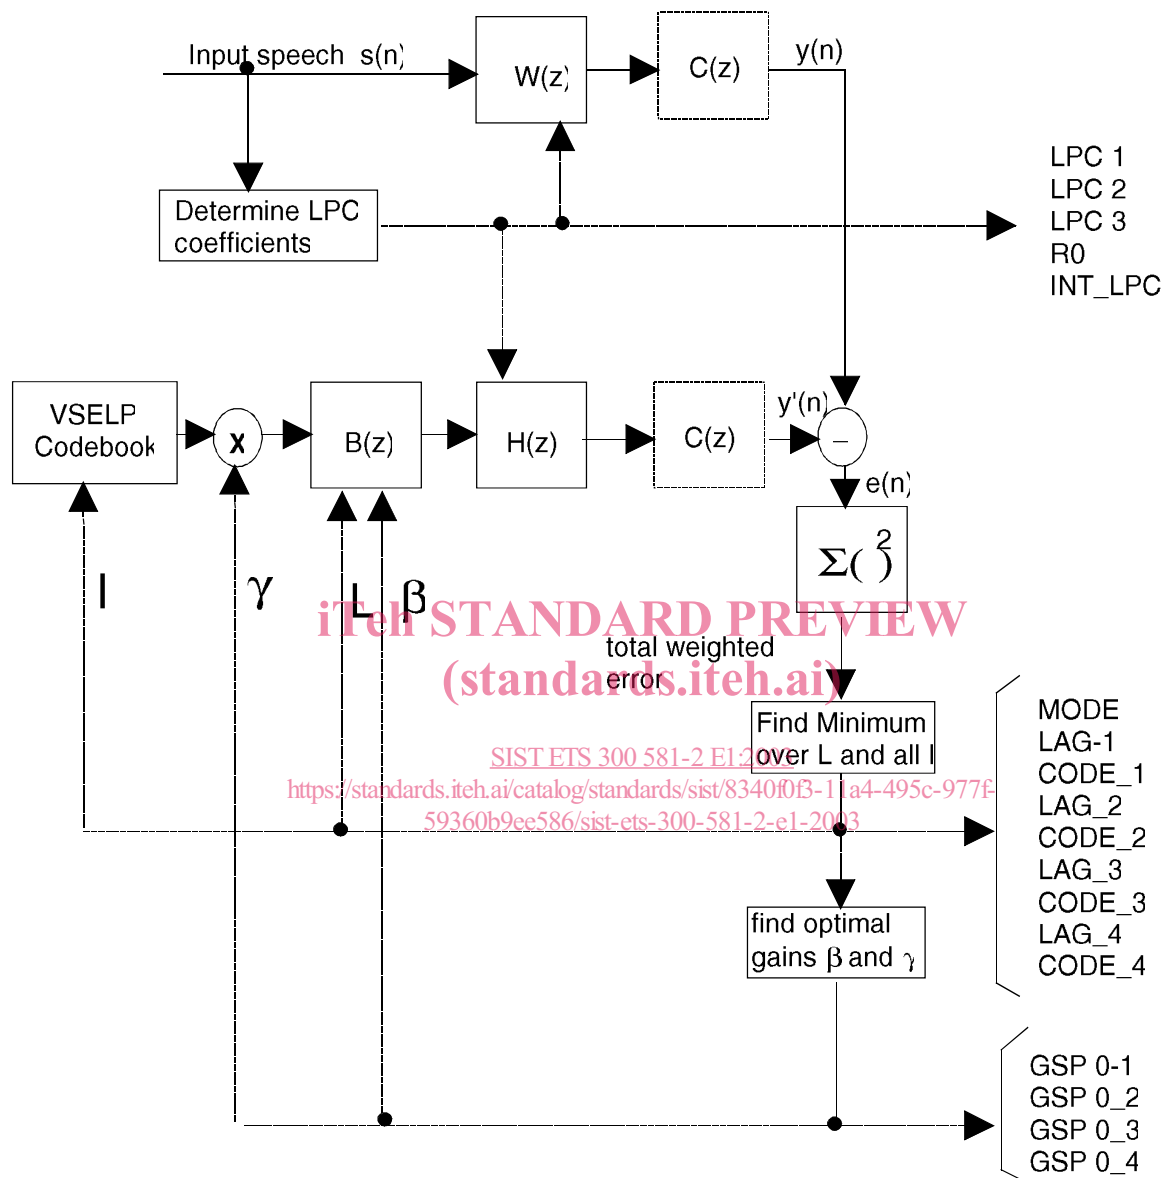 Input speech s(n)
W(z)
C(z)
y(n)
LPC 1
LPC 2
LPC 3
R0
INT_LPC
Determine LPC
coefficients
VSELP
Codebook
X
B(z)
H(z)
C(z)
y'(n)
–
e(n)
Σ( )²
I
γ
L
β
iTeh STANDARD PREVIEW
(standards.iteh.ai)
total weighted
error
Find Minimum
over L and all I
SIST ETS 300 581-2 E1:2003
https://standards.iteh.ai/catalog/standards/sist/8340f0f3-11a4-495c-977f-
59360b9ee586/sist-ets-300-581-2-e1-2003
MODE
LAG-1
CODE_1
LAG_2
CODE_2
LAG_3
CODE_3
LAG_4
CODE_4
find optimal
gains β and γ
GSP 0-1
GSP 0_2
GSP 0_3
GSP 0_4